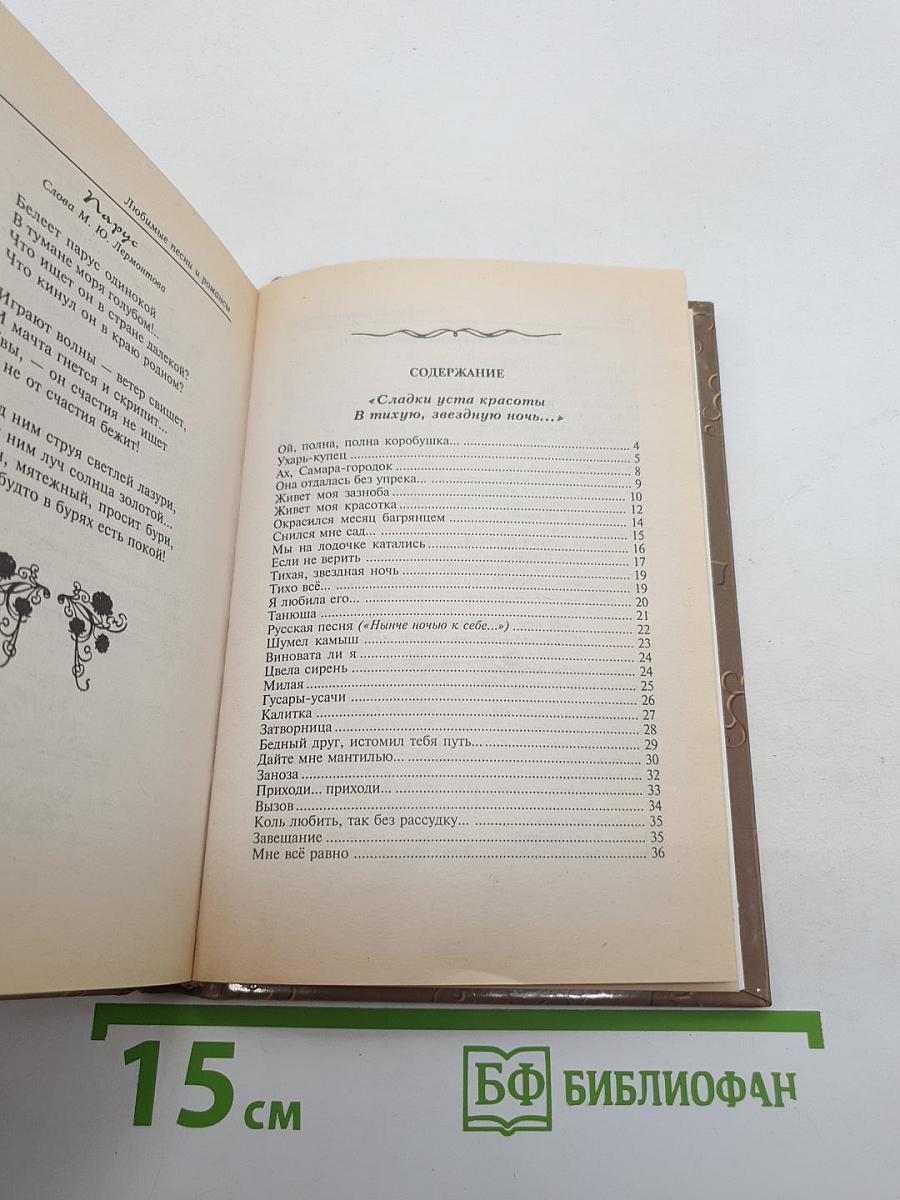 Любимые песни и романсы
Парус
Слова М. Ю. Лермонтова
Белеет парус одинокой
В тумане моря голубом!..
Что ищет он в стране далекой?
Что кинул он в краю родном?
Играют волны — ветер свищет,
И мачта гнется и скрипит...
вы, — он счастия не ищет
не от счастия бежит!
д ним струя светлей лазури,
ним луч солнца золотой...
, мятежный, просит бури,
будто в бурях есть покой!
СОДЕРЖАНИЕ
«Сладки уста красоты
В тихую, звездную ночь...»
Ой, полна, полна коробушка... 4
Ухарь-купец 5
Ах, Самара-городок 8
Она отдалась без упрека... 9
Живет моя зазноба 10
Живет моя красотка 12
Окрасился месяц багрянцем 14
Снился мне сад... 15
Мы на лодочке катались 16
Если не верить 17
Тихая, звездная ночь 19
Тихо всё... 19
Я любила его... 20
Танюша 21
Русская песня («Нынче ночью к себе...») 22
Шумел камыш 23
Виновата ли я 24
Цвела сирень 24
Милая 25
Гусары-усачи 26
Калитка 27
Затворница 28
Бедный друг, истомил тебя путь... 29
Дайте мне мантилью... 30
Заноза 32
Приходи... приходи... 33
Вызов 34
Коль любить, так без рассудку... 35
Завещание 35
Мне всё равно 36
15 см
БФ БИБЛИОФАН